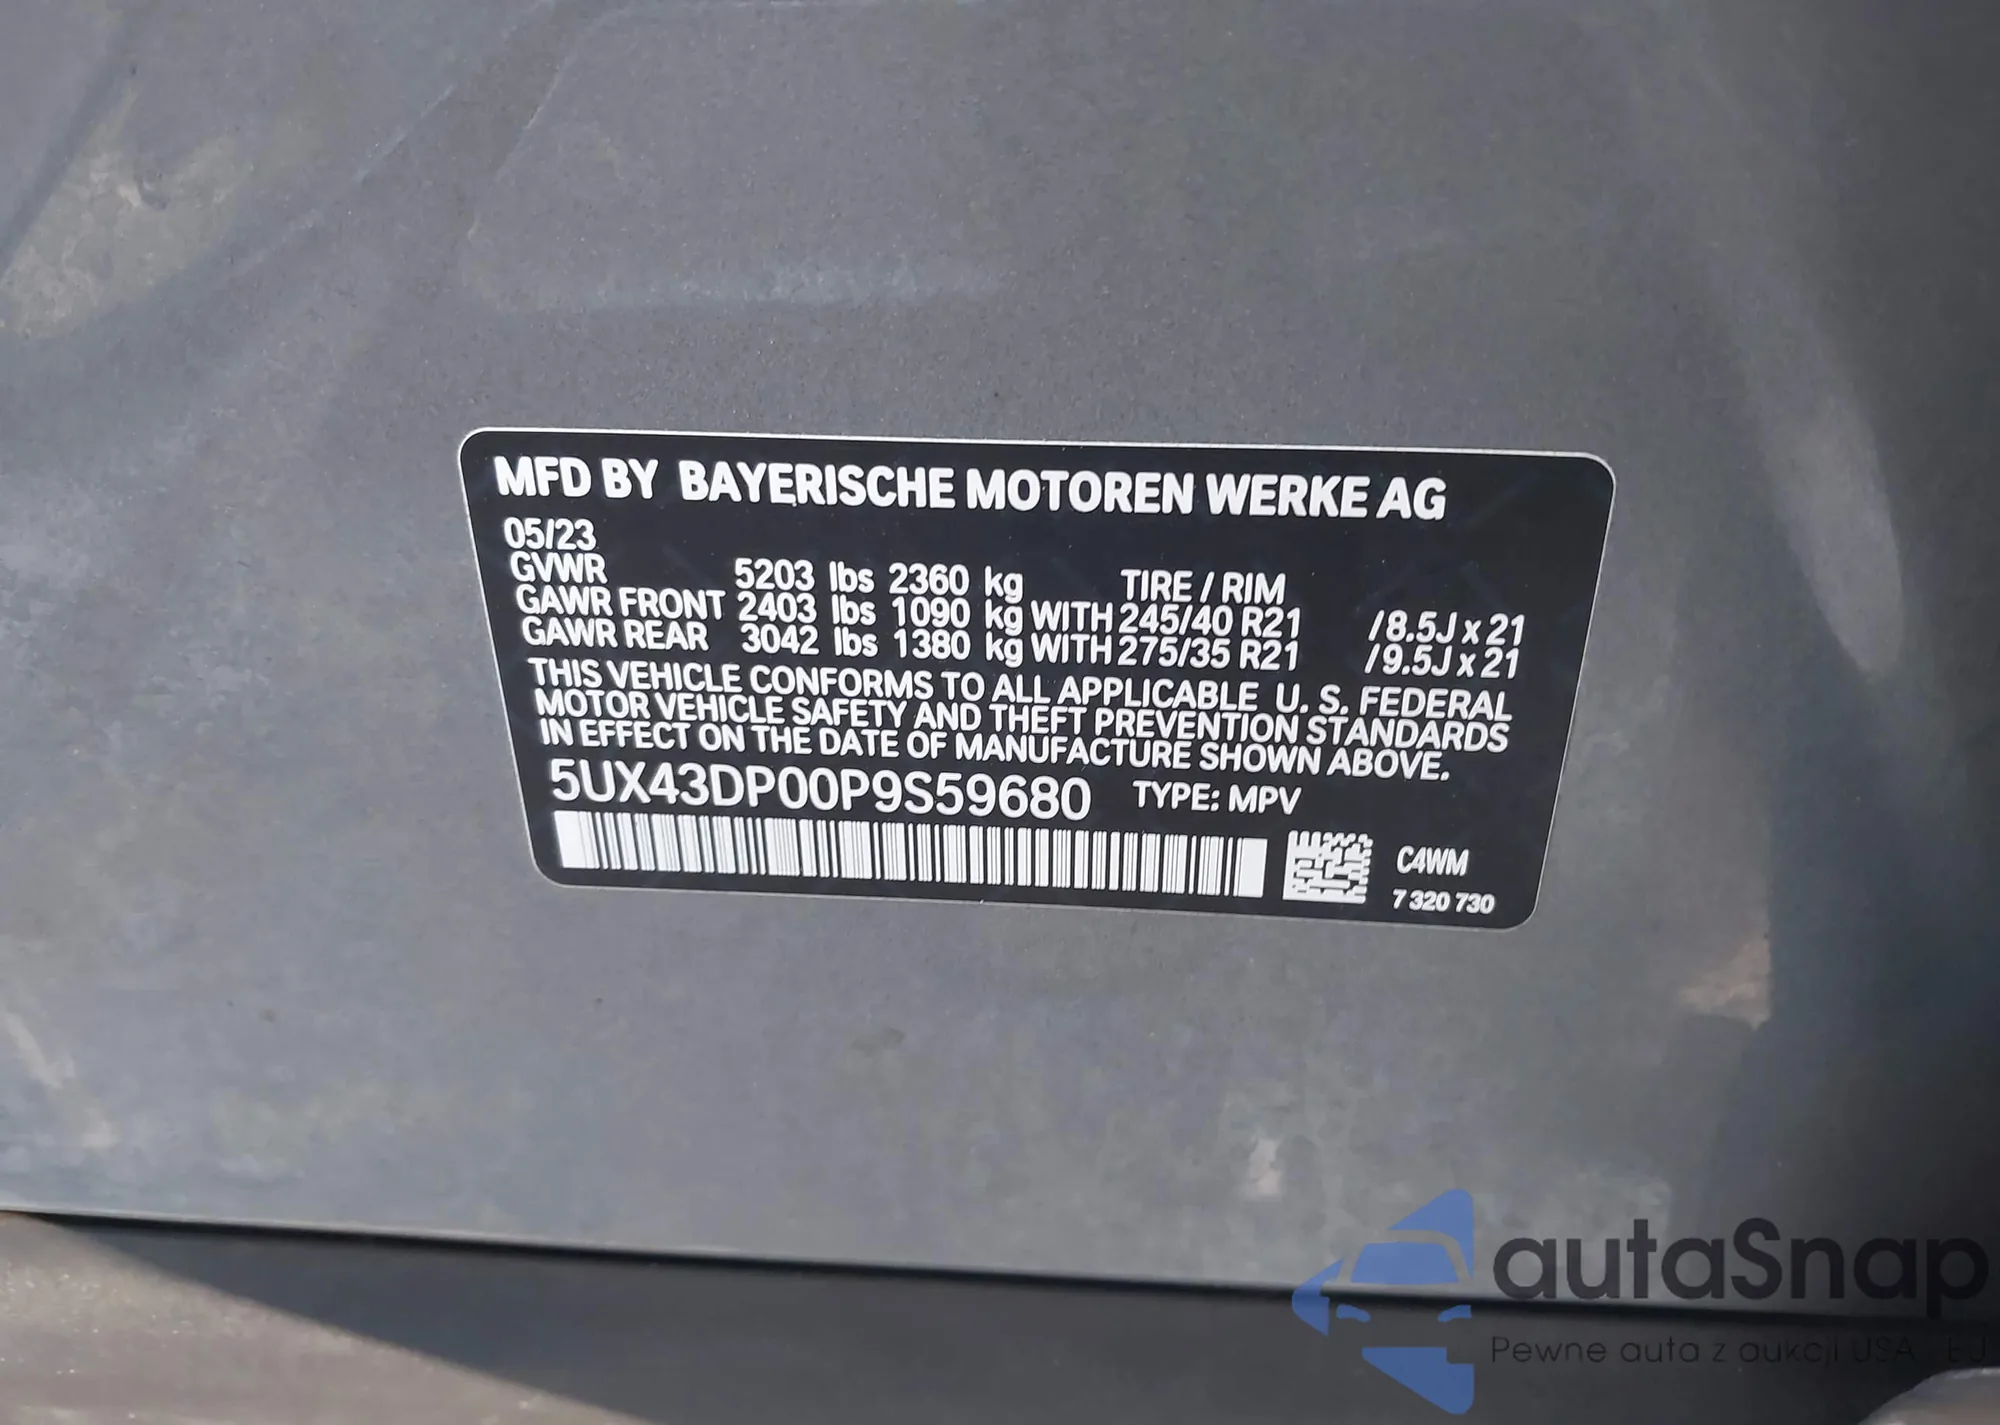 MFD BY BAYERISCHE MOTOREN WERKE AG
05/23
GVWR 5203 lbs 2360 kg TIRE / RIM
GAWR FRONT 2403 lbs 1090 kg WITH 245/40 R21 /8.5J x 21
GAWR REAR 3042 lbs 1380 kg WITH 275/35 R21 /9.5J x 21
THIS VEHICLE CONFORMS TO ALL APPLICABLE U. S. FEDERAL
MOTOR VEHICLE SAFETY AND THEFT PREVENTION STANDARDS
IN EFFECT ON THE DATE OF MANUFACTURE SHOWN ABOVE.
5UX43DP00P9S59680 TYPE: MPV
C4WM
7 320 730
autaSnap
Pewne auta z aukcji USA i EU